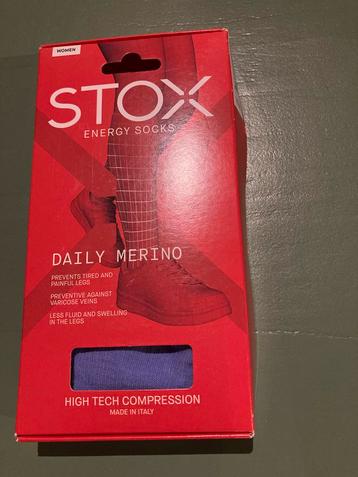 WOMEN
STOX
ENERGY SOCKS
DAILY MERINO
PREVENTS TIRED AND
PAINFUL LEGS
PREVENTIVE AGAINST
VARICOSE VEINS
LESS FLUID AND SWELLING
IN THE LEGS
HIGH TECH COMPRESSION
MADE IN ITALY